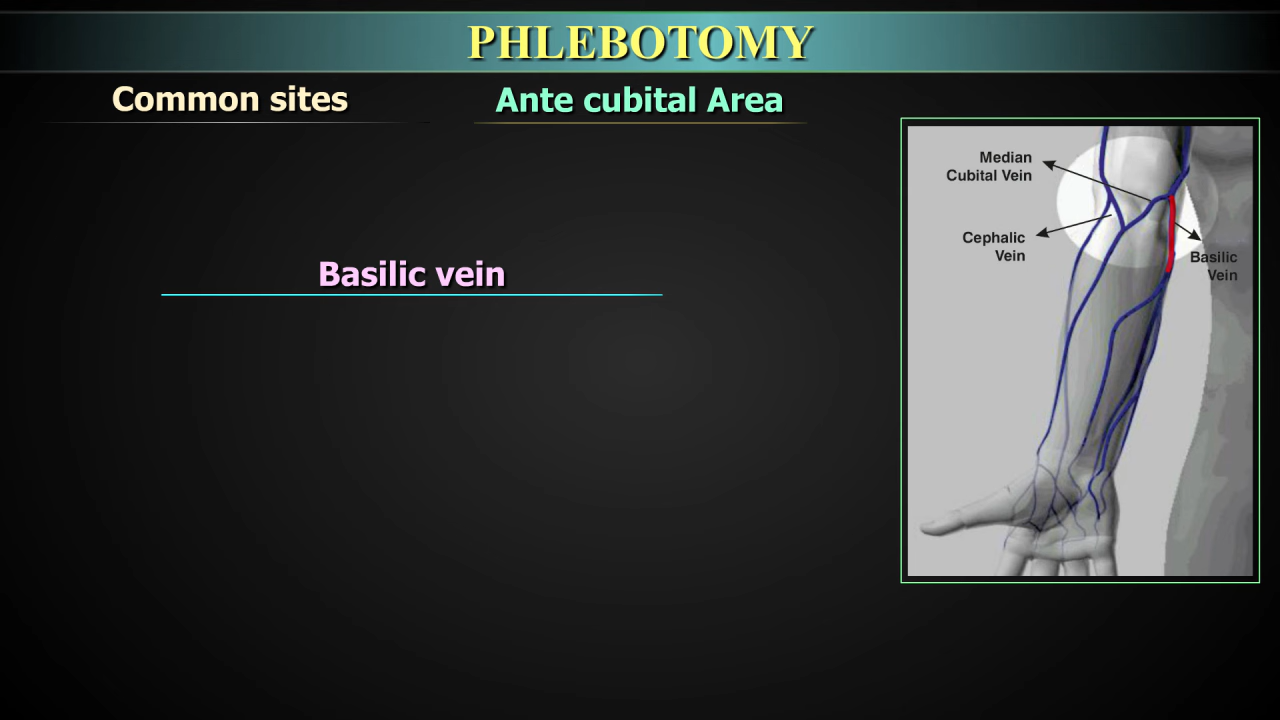 PHLEBOTOMY
Common sites
Ante cubital Area
Basilic vein
Median
Cubital Vein
Cephalic
Vein
Basilic
Vein